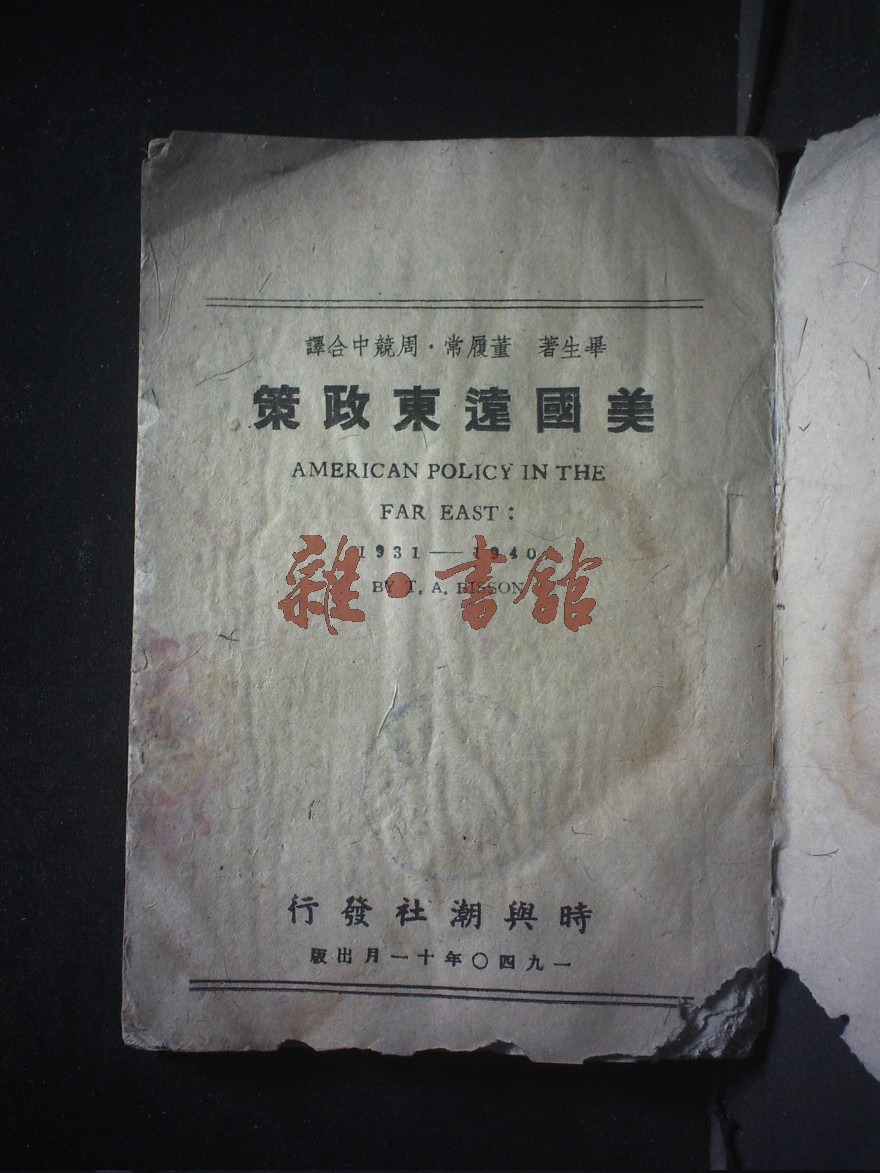 畢生著 董履常·周競中合譯
美國遠東政策
AMERICAN POLICY IN THE
FAR EAST:
1931—1940
BY T. A. BISSON
雜·書館
時與潮社發行
一九四〇年十一月出版